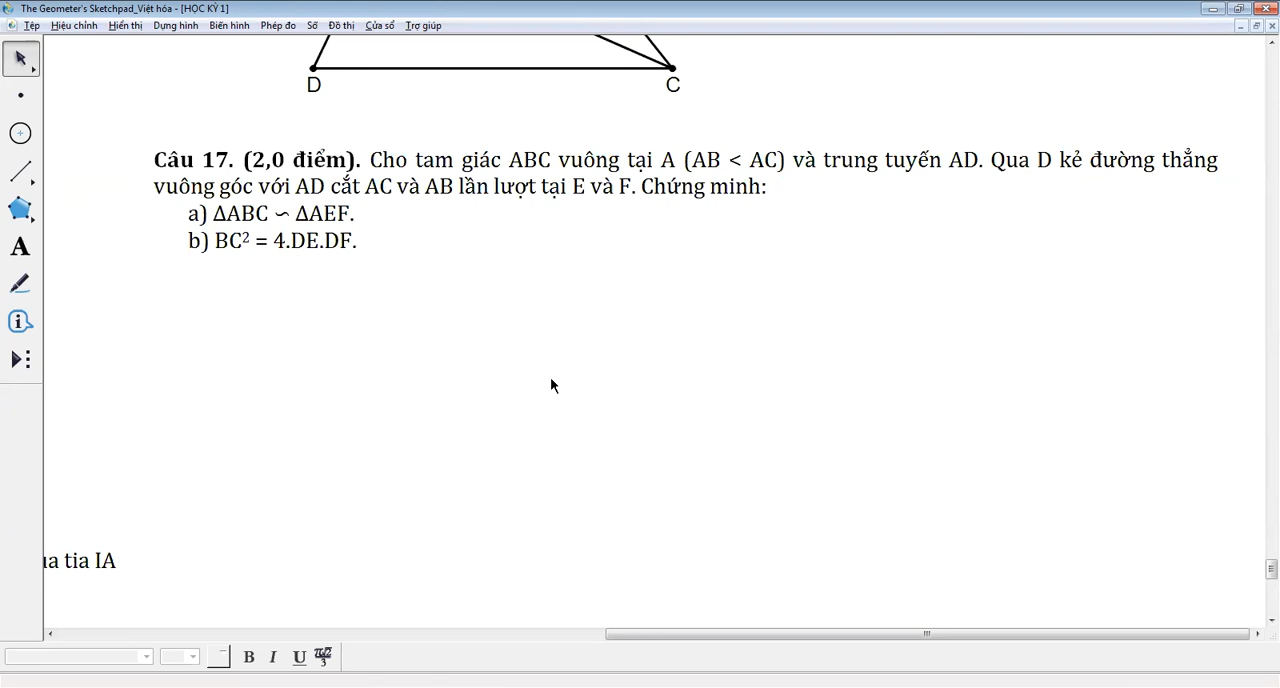 The Geometer's Sketchpad_Việt hóa - [HỌC KỲ 1]
Tệp Hiệu chỉnh Hiển thị Dựng hình Biến hình Phép đo Số Đồ thị Cửa sổ Trợ giúp
D C
Câu 17. (2,0 điểm). Cho tam giác ABC vuông tại A (AB < AC) và trung tuyến AD. Qua D kẻ đường thẳng
vuông góc với AD cắt AC và AB lần lượt tại E và F. Chứng minh:
a) ΔABC ∽ ΔAEF.
b) BC² = 4.DE.DF.
tia IA
B I U